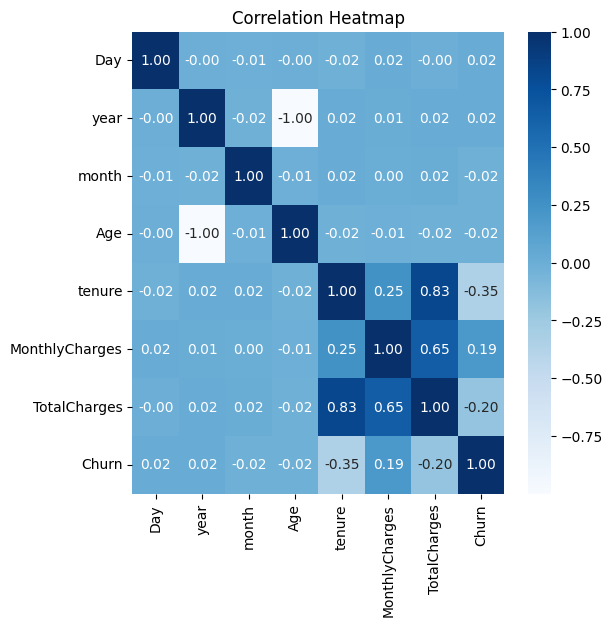 Correlation Heatmap
Day 1.00 -0.00 -0.01 -0.00 -0.02 0.02 -0.00 0.02
year -0.00 1.00 -0.02 -1.00 0.02 0.01 0.02 0.02
month -0.01 -0.02 1.00 -0.01 0.02 0.00 0.02 -0.02
Age -0.00 -1.00 -0.01 1.00 -0.02 -0.01 -0.02 -0.02
tenure -0.02 0.02 0.02 -0.02 1.00 0.25 0.83 -0.35
MonthlyCharges 0.02 0.01 0.00 -0.01 0.25 1.00 0.65 0.19
TotalCharges -0.00 0.02 0.02 -0.02 0.83 0.65 1.00 -0.20
Churn 0.02 0.02 -0.02 -0.02 -0.35 0.19 -0.20 1.00
Day year month Age tenure MonthlyCharges TotalCharges Churn
1.00
0.75
0.50
0.25
0.00
−0.25
−0.50
−0.75